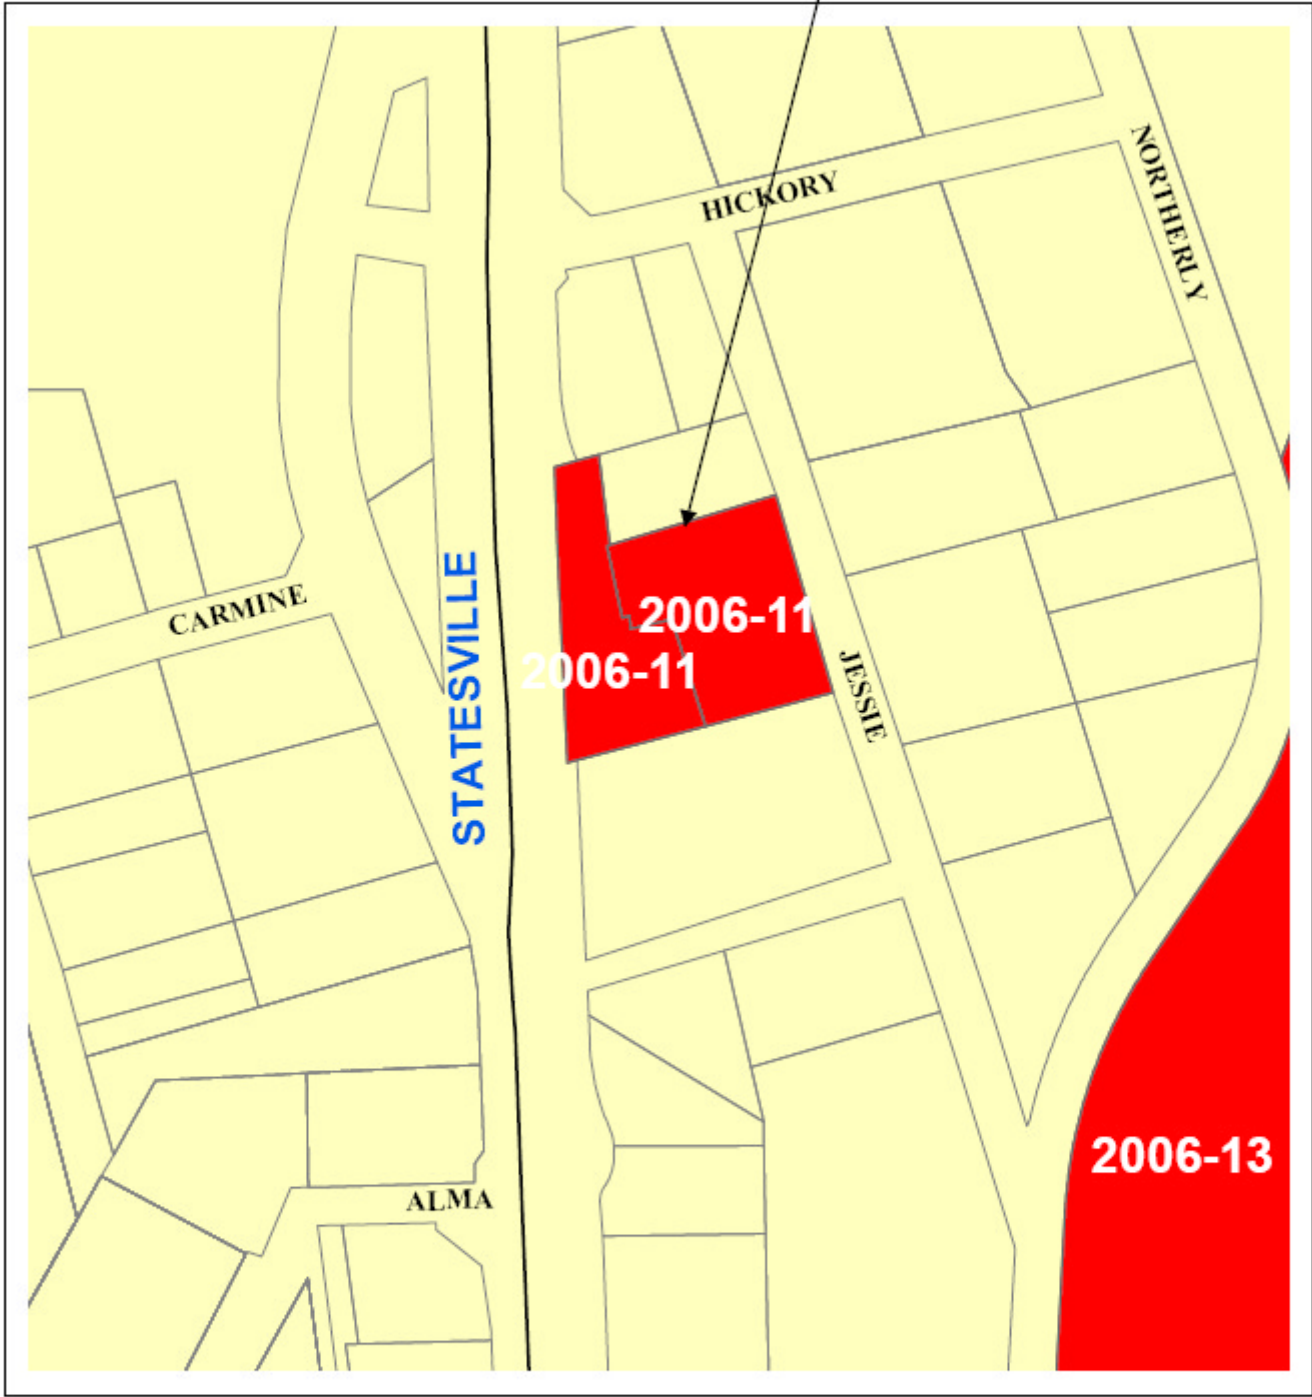 HICKORY
NORTHERLY
STATESVILLE
CARMINE
2006-11
2006-11
JESSIE
2006-13
ALMA